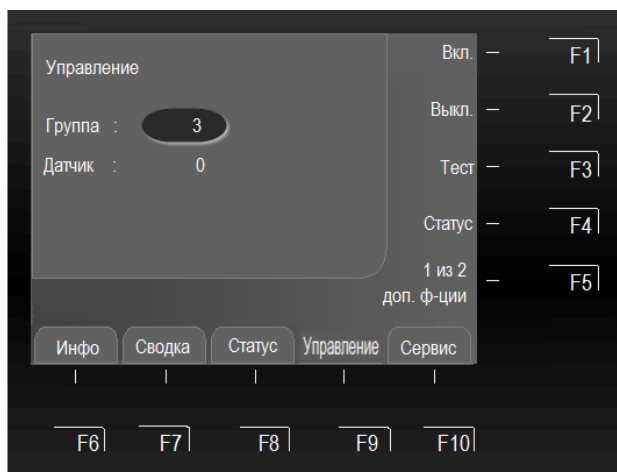 Управление
Группа : 3
Датчик : 0
Вкл. – F1
Выкл. – F2
Тест – F3
Статус – F4
1 из 2
доп. ф-ции – F5
Инфо Сводка Статус Управление Сервис
F6 F7 F8 F9 F10